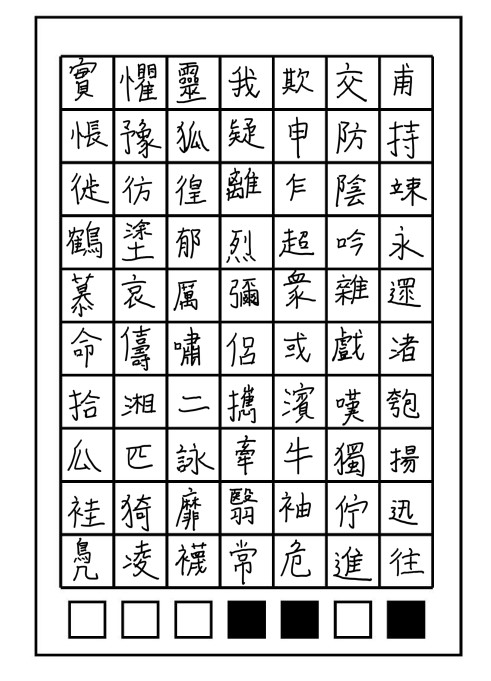 實懼靈我欺交甫
悵豫狐疑申防持
徙彷徨離乍陰竦
鶴塗郁烈超吟永
慕哀厲彌眾雜遝
命儔嘯侶或戲渚
拾湘二攜濱嘆匏
瓜匹詠牽牛獨揚
袿猗靡翳袖佇迅
鳧凌襪常危進往